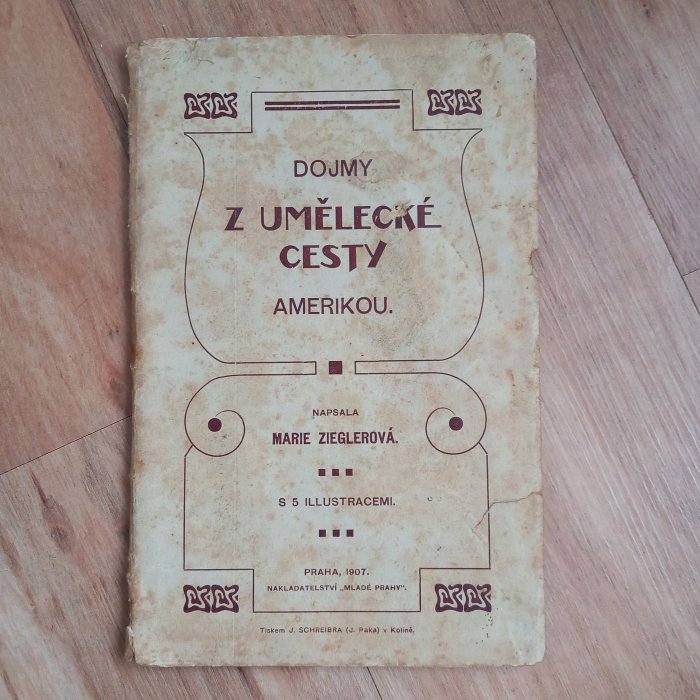 DOJMY
Z UMĚLECKÉ
CESTY
AMERIKOU.
NAPSALA
MARIE ZIEGLEROVÁ.
S 5 ILLUSTRACEMI.
PRAHA, 1907.
NAKLADATELSTVÍ „MLADÉ PRAHY“.
Tiskem J. SCHREIBRA (J. Paka) v Kolíně.